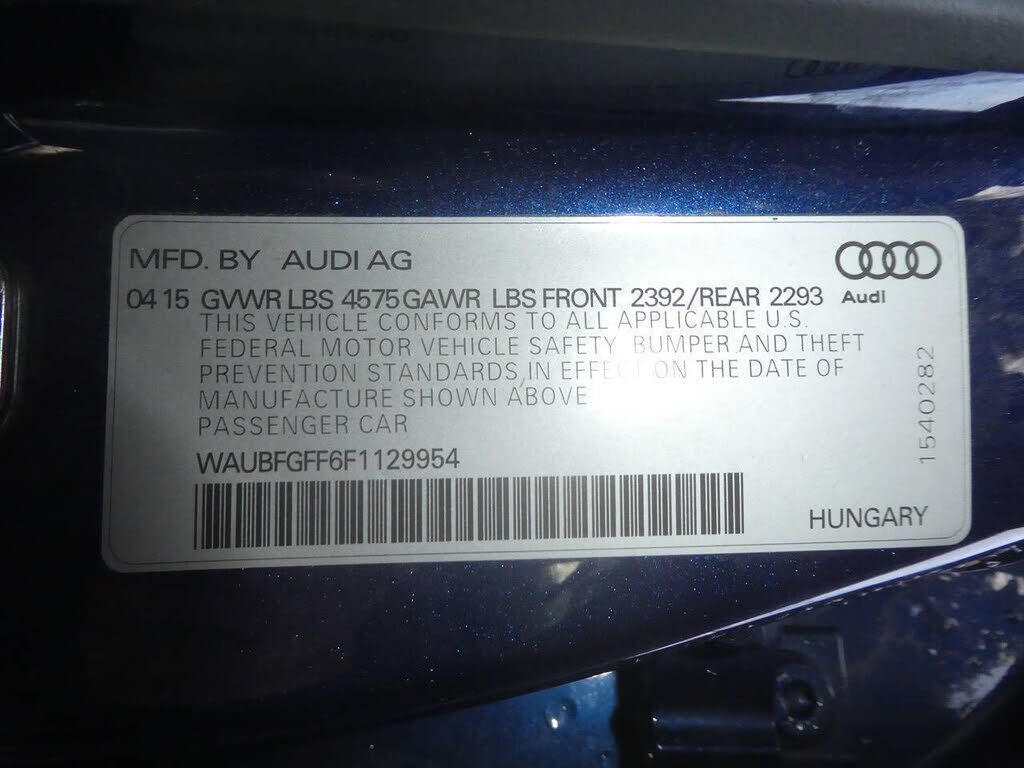 MFD. BY AUDI AG
Audi
04 15 GVWR LBS 4575 GAWR LBS FRONT 2392/REAR 2293
THIS VEHICLE CONFORMS TO ALL APPLICABLE U.S.
FEDERAL MOTOR VEHICLE SAFETY BUMPER AND THEFT
PREVENTION STANDARDS, IN EFFECT ON THE DATE OF
MANUFACTURE SHOWN ABOVE
PASSENGER CAR
1540282
WAUBFGFF6F1129954
HUNGARY